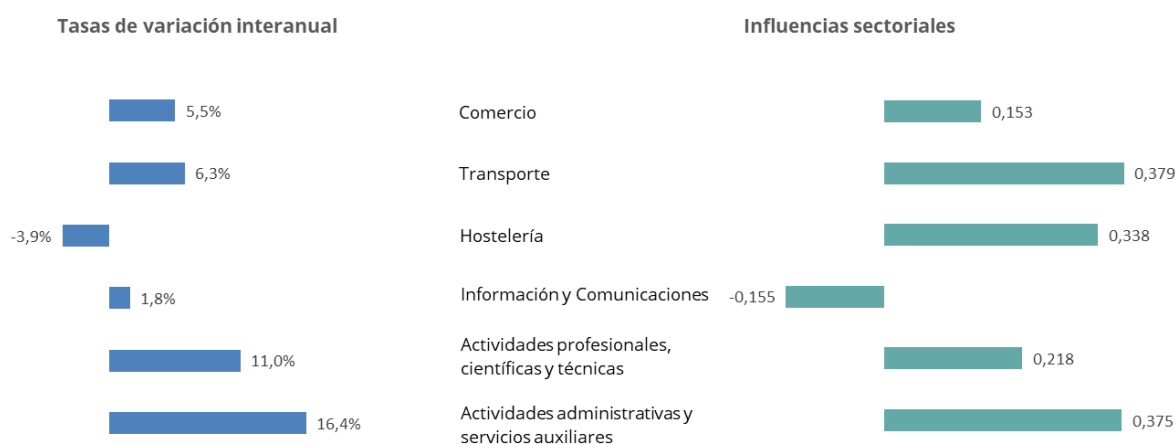 Tasas de variación interanual
Influencias sectoriales
5,5%
Comercio
0,153
6,3%
Transporte
0,379
-3,9%
Hostelería
0,338
1,8%
Información y Comunicaciones
-0,155
11,0%
Actividades profesionales,
científicas y técnicas
0,218
16,4%
Actividades administrativas y
servicios auxiliares
0,375